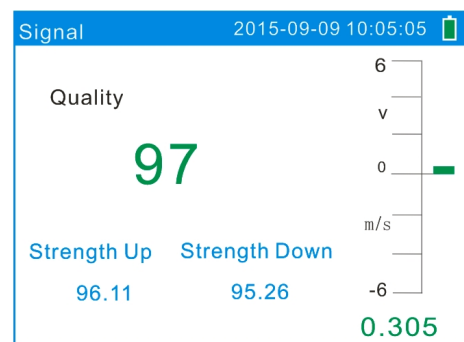 Signal 2015-09-09 10:05:05
Quality
97
Strength Up Strength Down
96.11 95.26
6
v
0
m/s
-6
0.305